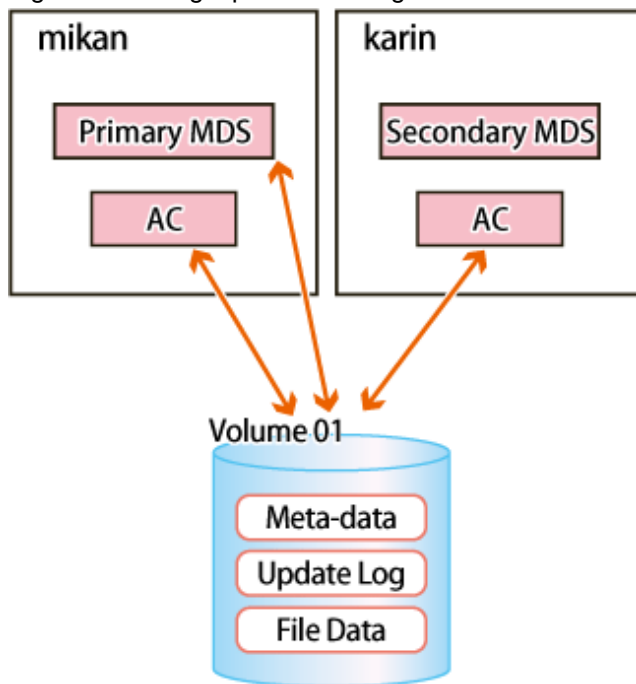 mikan
Primary MDS
AC
karin
Secondary MDS
AC
Volume 01
Meta-data
Update Log
File Data